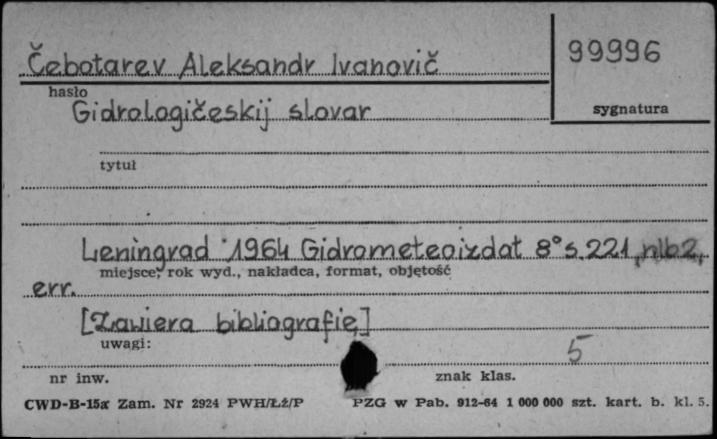 Čebotarev Aleksandr Ivanovič
99996
hasło
sygnatura
Gidrologičeskij slovar
tytuł
Leningrad 1964 Gidrometeoizdat 8° s. 221, nlb 2,
miejsce, rok wyd., nakładca, format, objętość
err.
[Zawiera bibliografię]
uwagi:
5
nr inw.
znak klas.
CWD-B-15a Zam. Nr 2924 PWH/Łż/P PZG w Pab. 912-64 1 000 000 szt. kart. b. kl. 5.